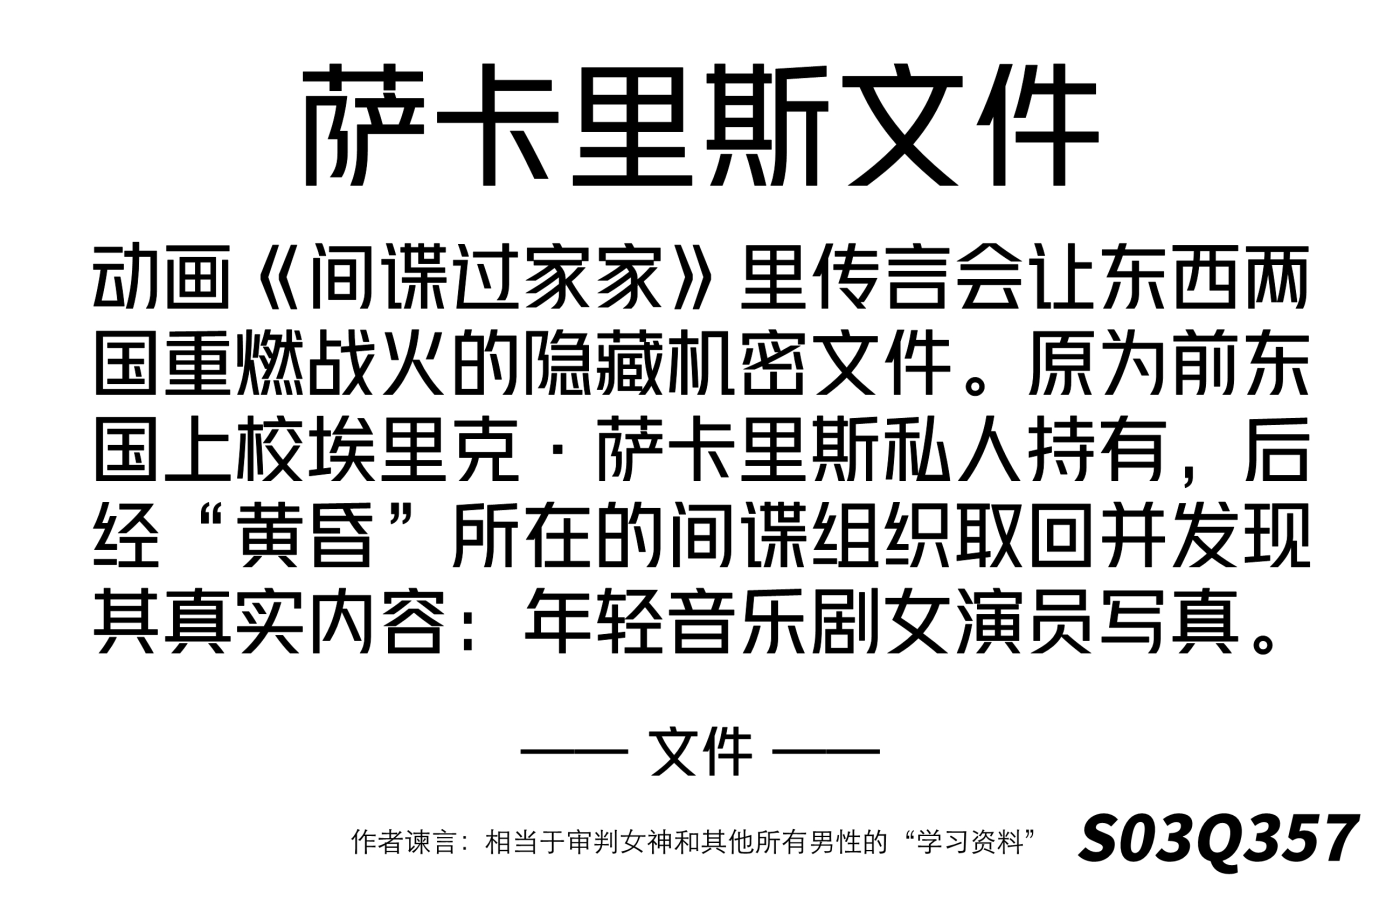 萨卡里斯文件
动画《间谍过家家》里传言会让东西两
国重燃战火的隐藏机密文件。原为前东
国上校埃里克·萨卡里斯私人持有，后
经“黄昏”所在的间谍组织取回并发现
其真实内容：年轻音乐剧女演员写真。
—— 文件 ——
作者谏言：相当于审判女神和其他所有男性的“学习资料”
S03Q357